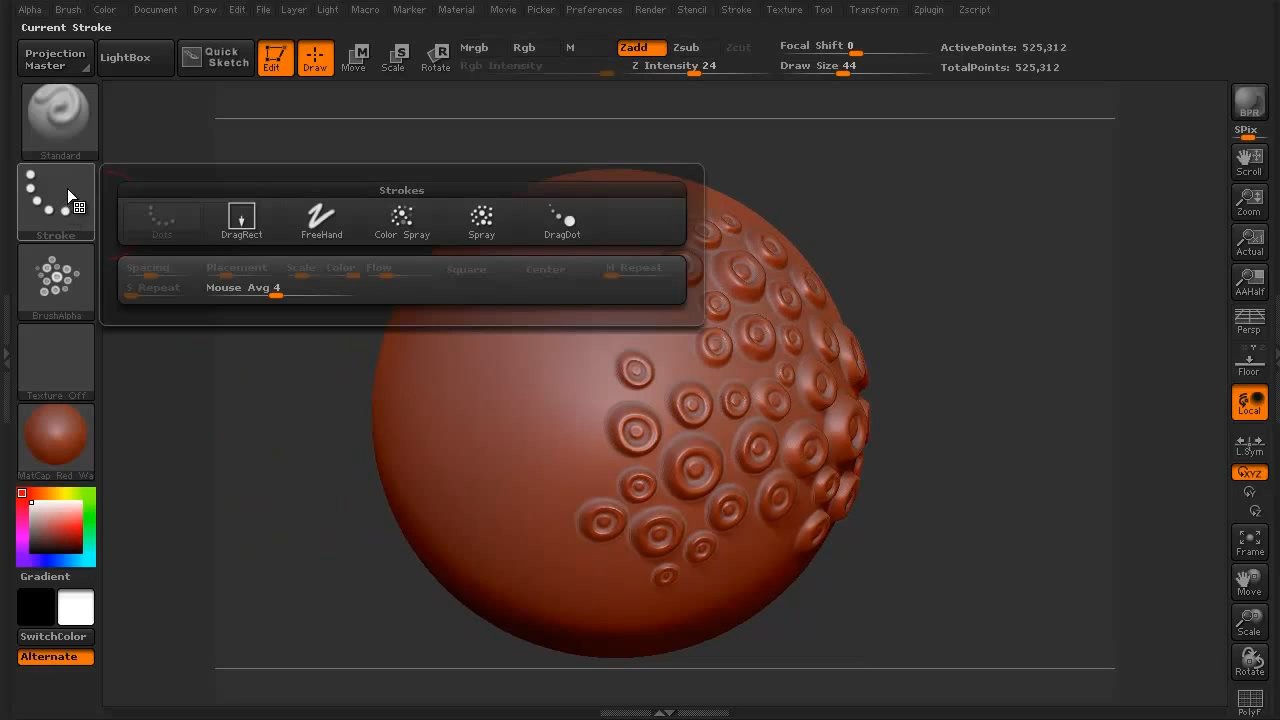 Alpha Brush Color Document Draw Edit File Layer Light Macro Marker Material Movie Picker Preferences Render Stencil Stroke Texture Tool Transform Zplugin Zscript
Current Stroke
Projection Master
LightBox
Quick Sketch
Edit
Draw
Move
Scale
Rotate
Mrgb Rgb M Zadd Zsub Zcut
Rgb Intensity Z Intensity 24
Focal Shift 0
Draw Size 44
ActivePoints: 525,312
TotalPoints: 525,312
Standard
Stroke
BrushAlpha
Texture Off
MatCap Red Wa
Gradient
SwitchColor
Alternate
Strokes
Dots DragRect FreeHand Color Spray Spray DragDot
Spacing Placement Scale Color Flow Square Center M Repeat
S Repeat Mouse Avg 4
BPR
SPix
Scroll
Zoom
Actual
AAHalf
Persp
Floor
Local
L.Sym
XYZ
Y
Z
Frame
Move
Scale
Rotate
PolyF